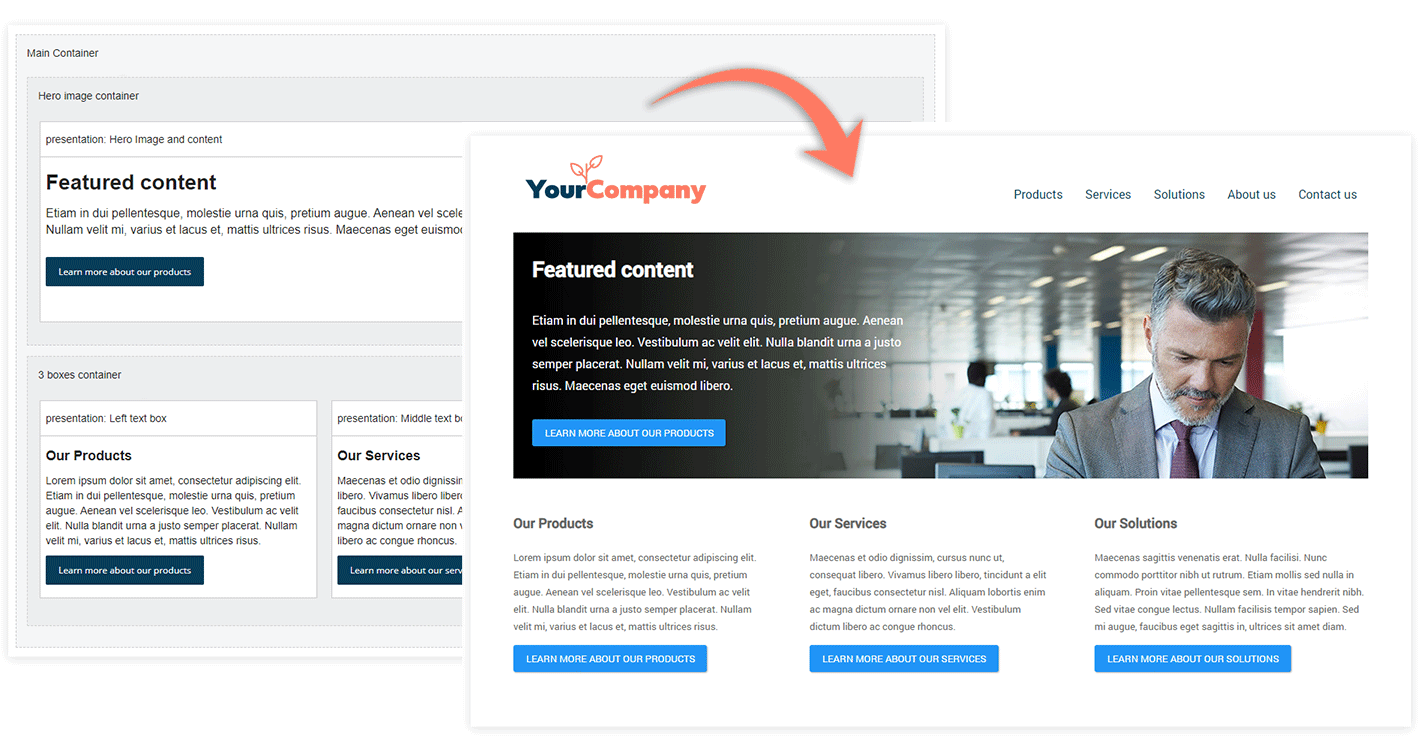 Main Container
Hero image container
presentation: Hero Image and content
Featured content
Etiam in dui pellentesque, molestie urna quis, pretium augue. Aenean vel scele
Nullam velit mi, varius et lacus et, mattis ultrices risus. Maecenas eget euismod
Learn more about our products
3 boxes container
presentation: Left text box
Our Products
Lorem ipsum dolor sit amet, consectetur adipiscing elit.
Etiam in dui pellentesque, molestie urna quis, pretium
augue. Aenean vel scelerisque leo. Vestibulum ac velit
elit. Nulla blandit urna a justo semper placerat. Nullam
velit mi, varius et lacus et, mattis ultrices risus.
Learn more about our products
presentation: Middle text bo
Our Services
Maecenas et odio dignissin
libero. Vivamus libero liber
faucibus consectetur nisl. A
magna dictum ornare non v
libero ac congue rhoncus.
Learn more about our serv
YourCompany
Products Services Solutions About us Contact us
Featured content
Etiam in dui pellentesque, molestie urna quis, pretium augue. Aenean
vel scelerisque leo. Vestibulum ac velit elit. Nulla blandit urna a justo
semper placerat. Nullam velit mi, varius et lacus et, mattis ultrices
risus. Maecenas eget euismod libero.
LEARN MORE ABOUT OUR PRODUCTS
Our Products
Lorem ipsum dolor sit amet, consectetur adipiscing elit.
Etiam in dui pellentesque, molestie urna quis, pretium
augue. Aenean vel scelerisque leo. Vestibulum ac velit
elit. Nulla blandit urna a justo semper placerat. Nullam
velit mi, varius et lacus et, mattis ultrices risus.
LEARN MORE ABOUT OUR PRODUCTS
Our Services
Maecenas et odio dignissim, cursus nunc ut,
consequat libero. Vivamus libero libero, tincidunt a elit
eget, faucibus consectetur nisl. Aliquam lobortis enim
ac magna dictum ornare non vel elit. Vestibulum
dictum libero ac congue rhoncus.
LEARN MORE ABOUT OUR SERVICES
Our Solutions
Maecenas sagittis venenatis erat. Nulla facilisi. Nunc
commodo porttitor nibh ut rutrum. Etiam mollis sed nulla in
aliquam. Proin vitae pellentesque sem. In vitae hendrerit nibh.
Sed vitae congue lectus. Nullam facilisis tempor sapien. Sed
mi augue, faucibus eget sagittis in, ultrices sit amet diam.
LEARN MORE ABOUT OUR SOLUTIONS